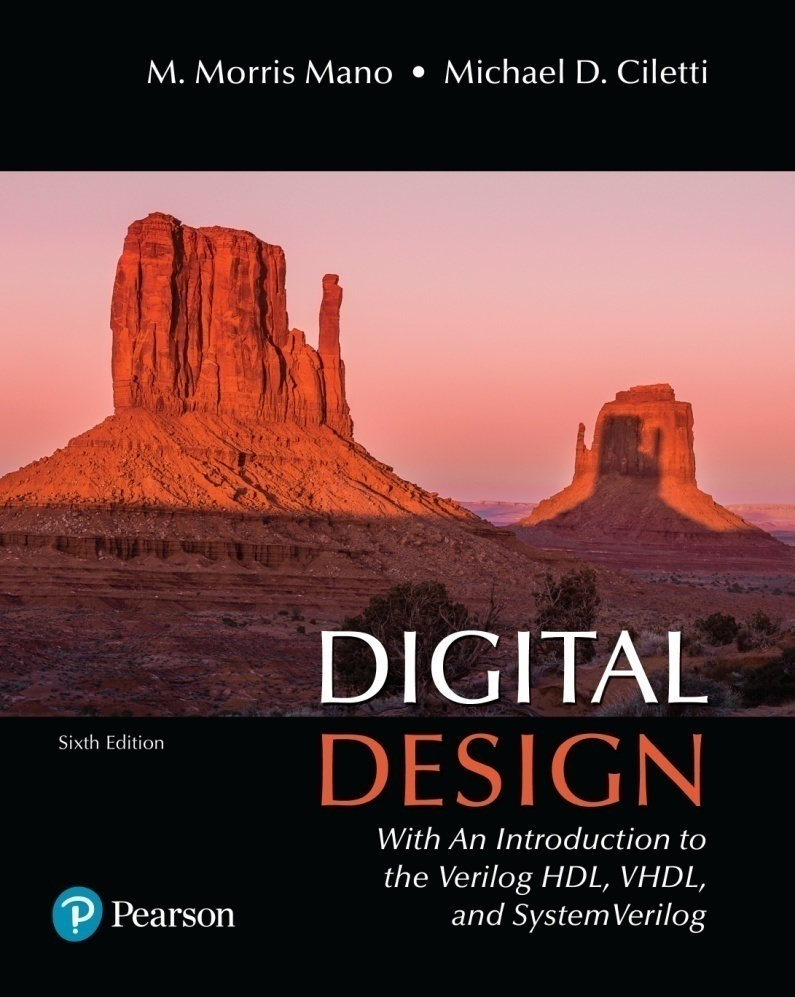 M. Morris Mano • Michael D. Ciletti
DIGITAL
DESIGN
Sixth Edition
With An Introduction to
the Verilog HDL, VHDL,
and SystemVerilog
P Pearson